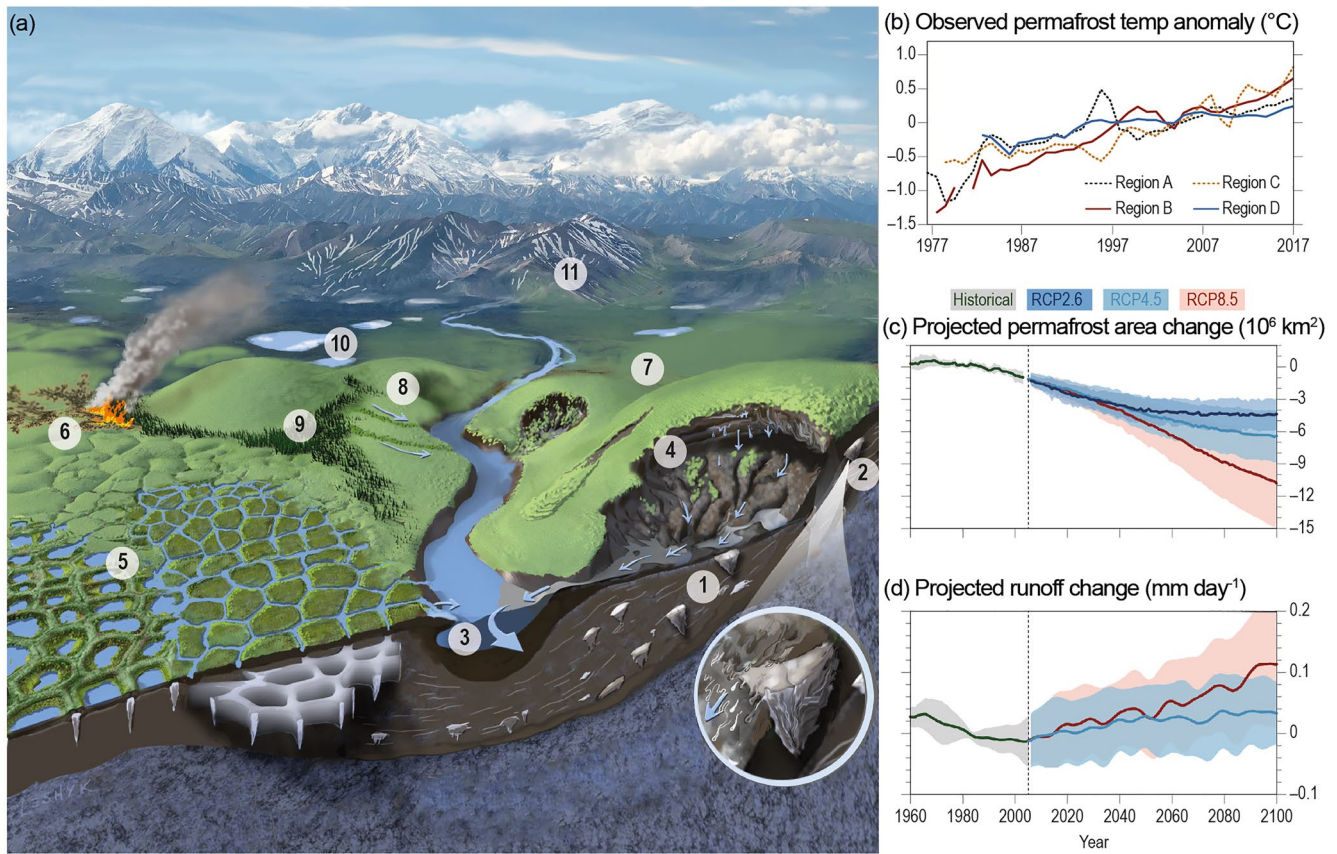 (a)
11
10
9
8
7
6
5
4
2
1
3
LESHYK
(b) Observed permafrost temp anomaly (°C)
1.0
0.5
0
−0.5
−1.0
−1.5
Region A
Region C
Region B
Region D
1977 1987 1997 2007 2017
Historical RCP2.6 RCP4.5 RCP8.5
(c) Projected permafrost area change (10⁶ km²)
0
−3
−6
−9
−12
−15
(d) Projected runoff change (mm day⁻¹)
0.2
0.1
0
−0.1
1960 1980 2000 2020 2040 2060 2080 2100
Year